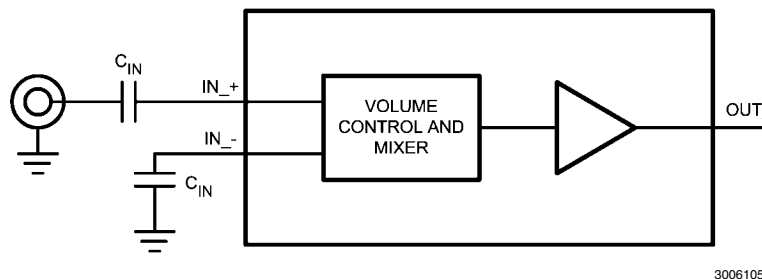 C_IN
IN_+
VOLUME
CONTROL AND
MIXER
OUT
IN_-
C_IN
3006105